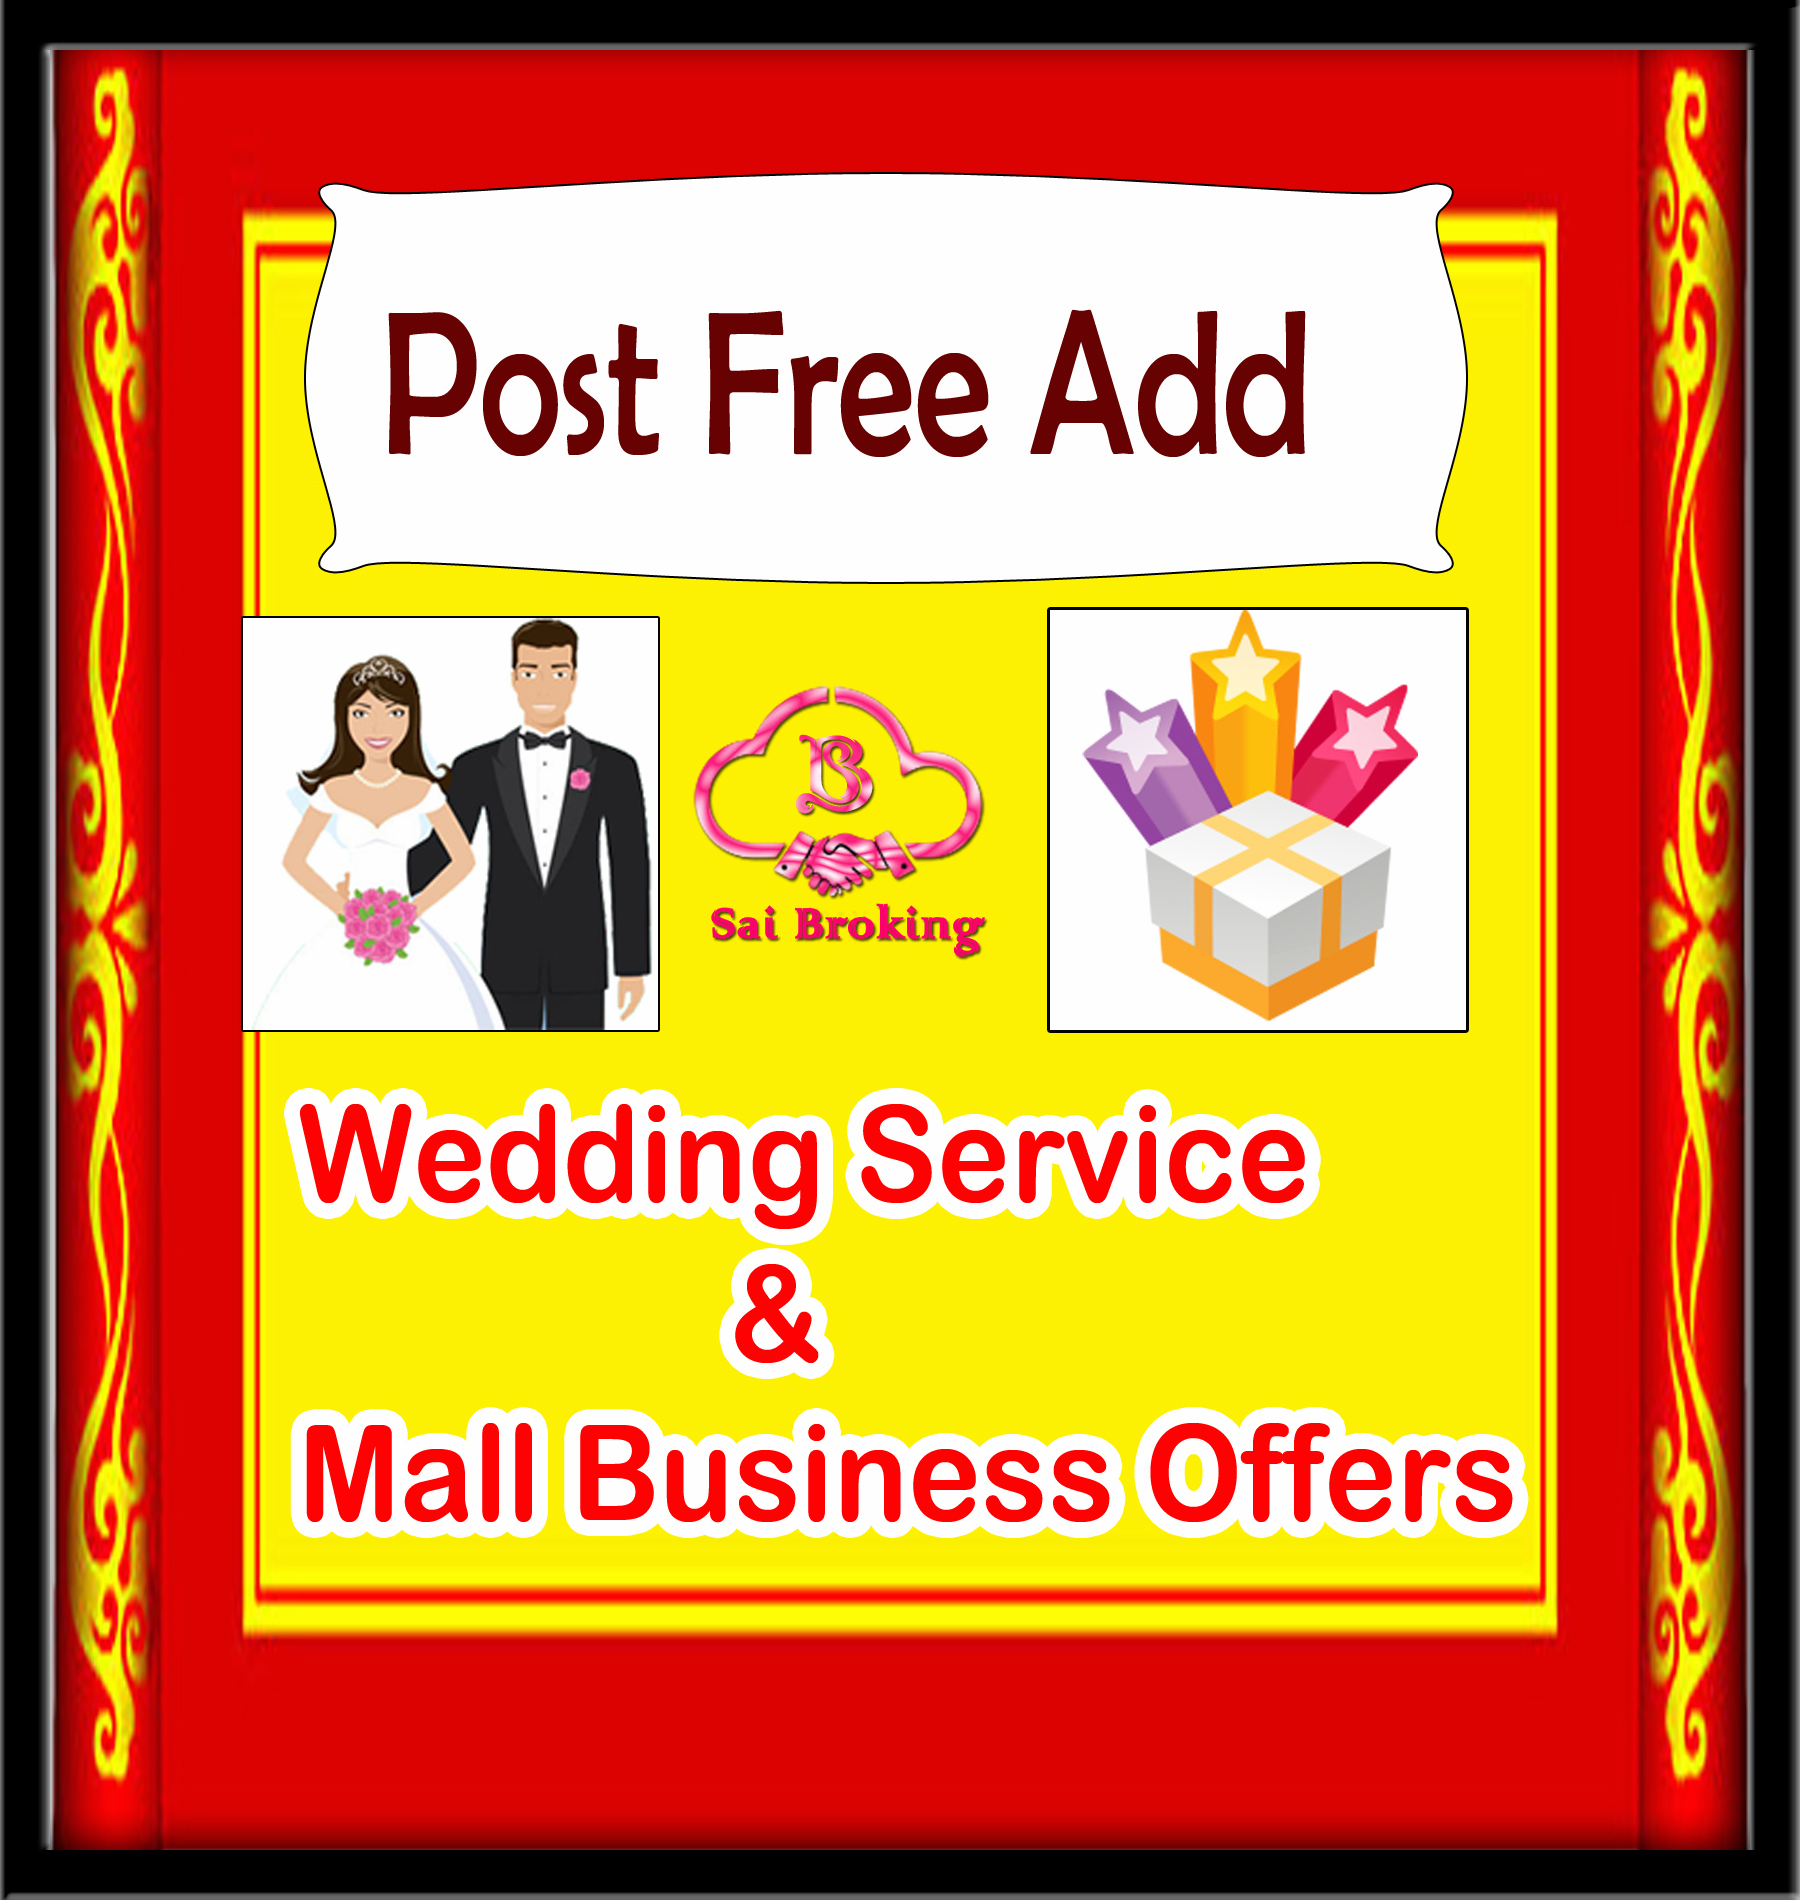 Post Free Add
B
Sai Broking
Wedding Service
&
Mall Business Offers